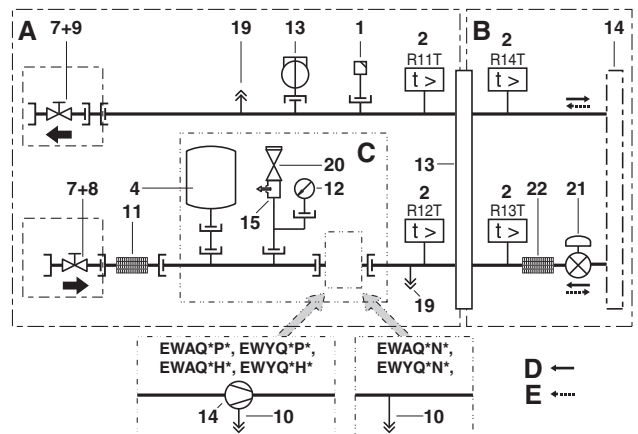 A
7+9
19
13
1
2
R11T
t >
B
2
R14T
t >
14
C
20
12
15
4
13
7+8
11
2
R12T
t >
19
2
R13T
t >
22
21
EWAQ*P*, EWYQ*P*,
EWAQ*H*, EWYQ*H*
14
10
EWAQ*N*,
EWYQ*N*,
10
D
E